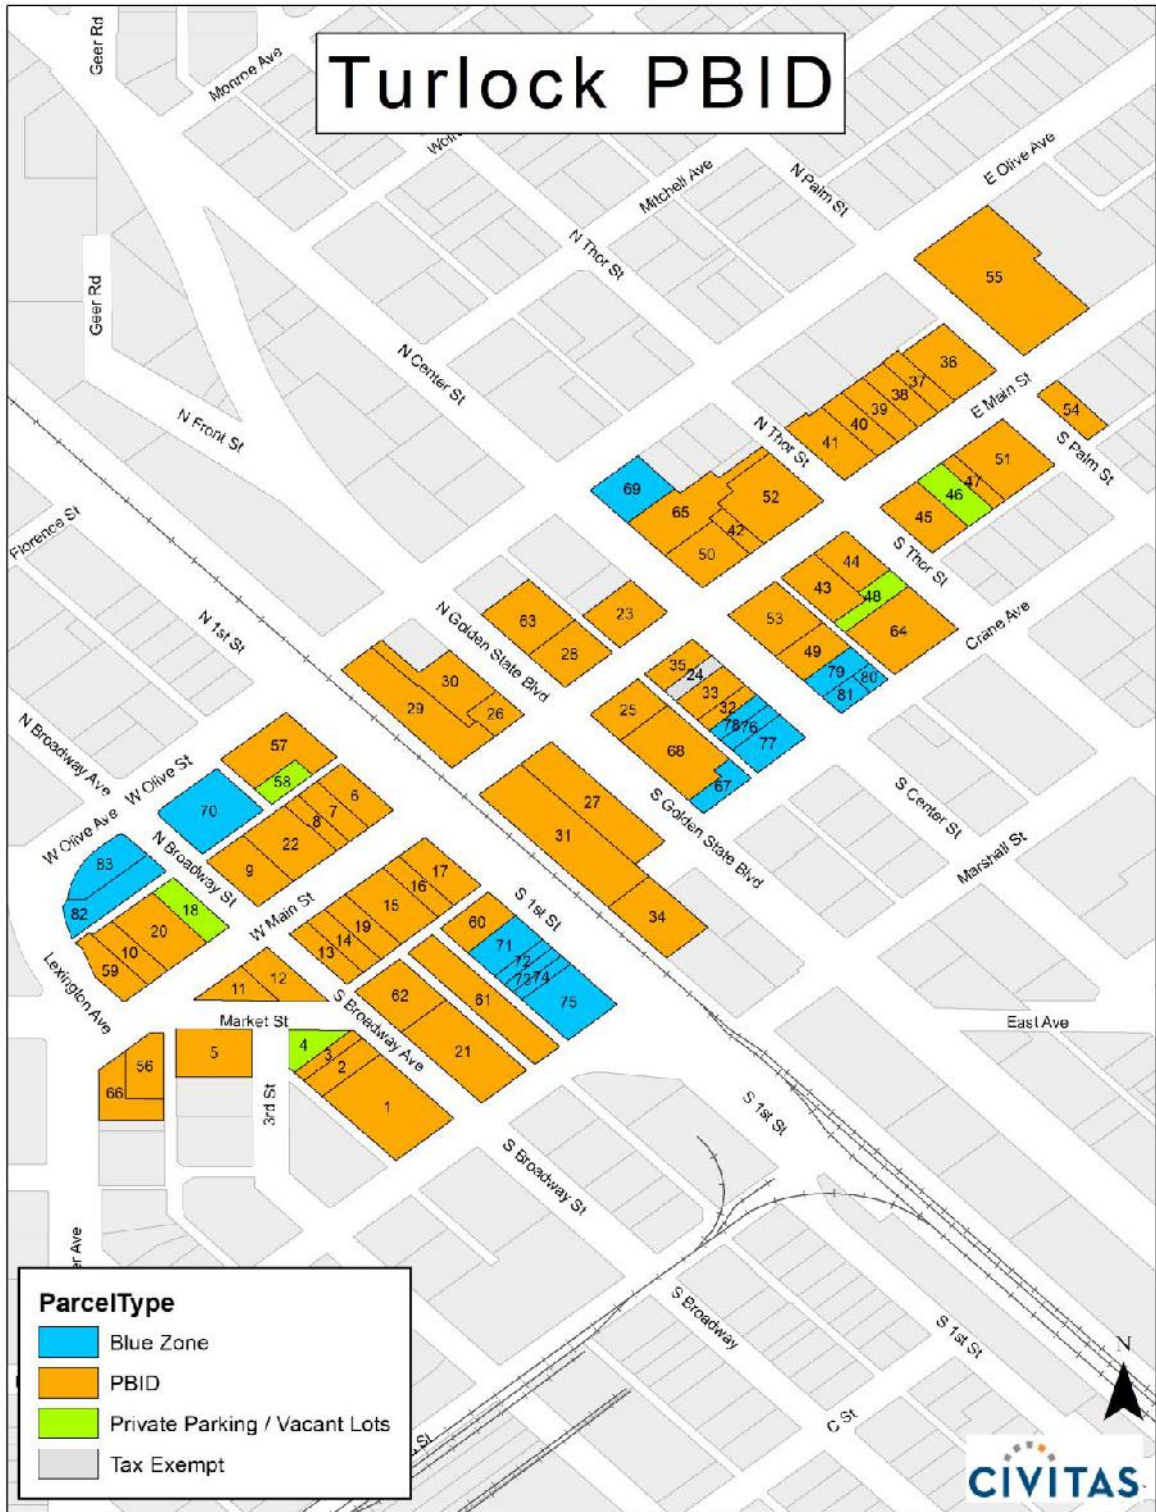 Turlock PBID
Geer Rd
Monroe Ave
Mitchell Ave
N Palm St
E Olive Ave
N Thor St
Geer Rd
N Center St
N Front St
55
36
37
38
39
40
41
E Main St
54
S Palm St
N Thor St
51
47
46
45
69
52
65
42
50
S Thor St
Florence St
44
43
48
64
Crane Ave
N 1st St
N Golden State Blvd
63
28
23
53
49
79
80
81
35
24
33
32
78
76
77
30
29
26
25
68
67
N Broadway Ave
W Olive St
57
58
70
6
7
8
22
9
27
31
34
S Golden State Blvd
S Center St
Marshall St
W Olive Ave
83
82
N Broadway St
18
20
10
59
W Main St
17
16
15
19
14
13
S 1st St
60
71
72
73
74
75
Lexington Ave
11
12
62
61
21
S Broadway Ave
Market St
East Ave
5
56
66
4
3
2
1
3rd St
S 1st St
S Broadway St
er Ave
S Broadway
S 1st St
C St
St
ParcelType
Blue Zone
PBID
Private Parking / Vacant Lots
Tax Exempt
N
CIVITAS